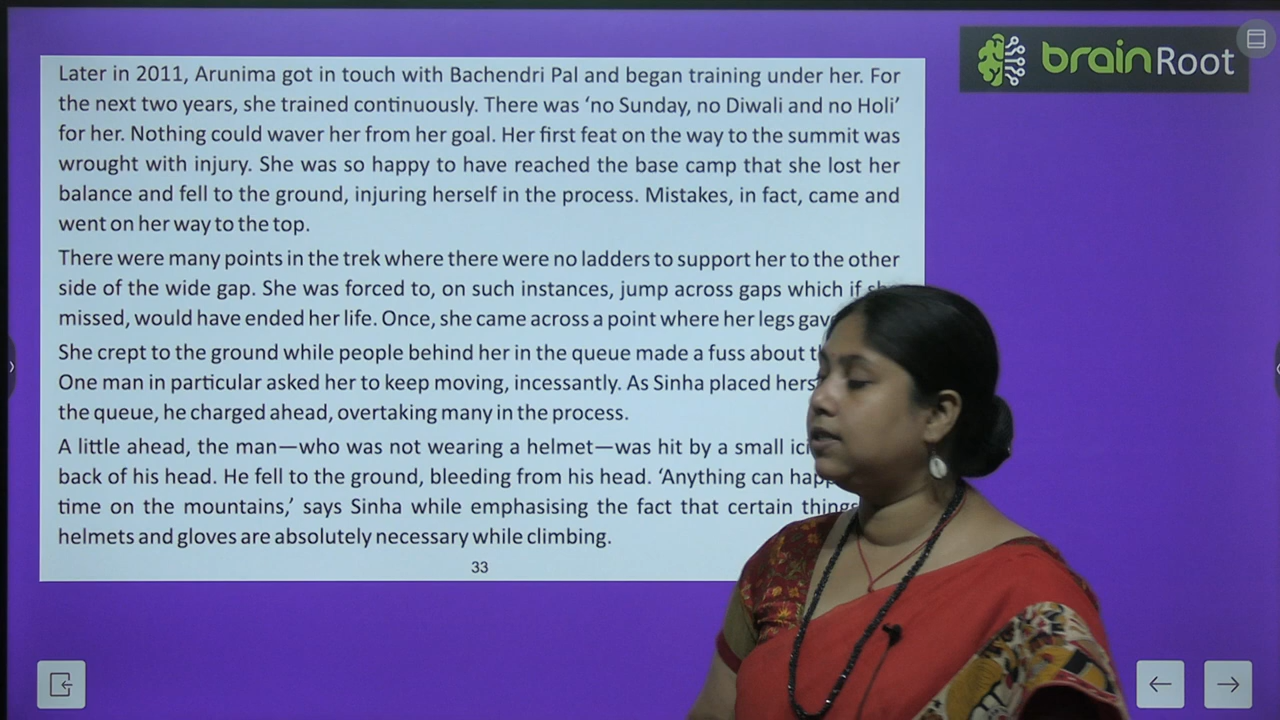 brainRoot
Later in 2011, Arunima got in touch with Bachendri Pal and began training under her. For
the next two years, she trained continuously. There was ‘no Sunday, no Diwali and no Holi’
for her. Nothing could waver her from her goal. Her first feat on the way to the summit was
wrought with injury. She was so happy to have reached the base camp that she lost her
balance and fell to the ground, injuring herself in the process. Mistakes, in fact, came and
went on her way to the top.
There were many points in the trek where there were no ladders to support her to the other
side of the wide gap. She was forced to, on such instances, jump across gaps which if
missed, would have ended her life. Once, she came across a point where her legs
She crept to the ground while people behind her in the queue made a fuss about
One man in particular asked her to keep moving, incessantly. As Sinha placed
the queue, he charged ahead, overtaking many in the process.
A little ahead, the man—who was not wearing a helmet—was hit by a small
back of his head. He fell to the ground, bleeding from his head. ‘Anything can
time on the mountains,’ says Sinha while emphasising the fact that certain things
helmets and gloves are absolutely necessary while climbing.
33